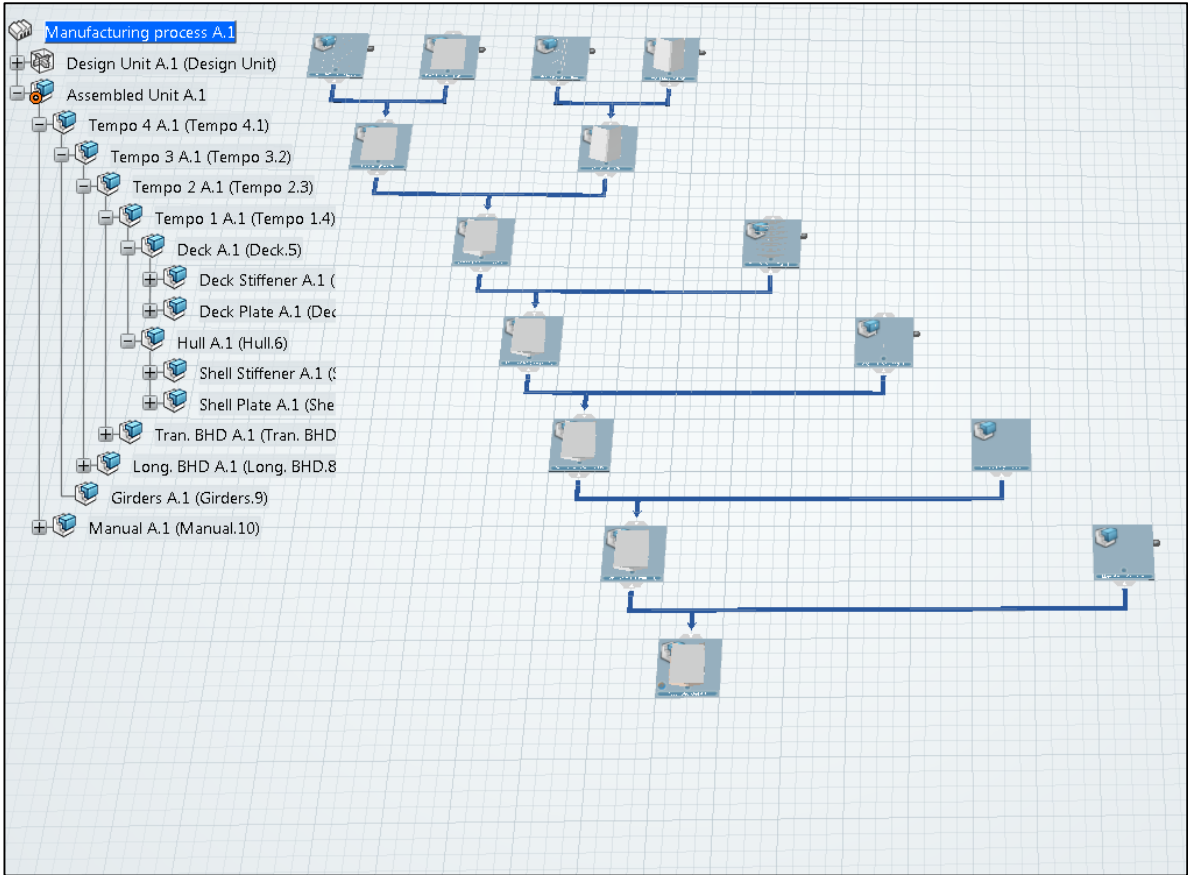 Manufacturing process A.1
Design Unit A.1 (Design Unit)
Assembled Unit A.1
Tempo 4 A.1 (Tempo 4.1)
Tempo 3 A.1 (Tempo 3.2)
Tempo 2 A.1 (Tempo 2.3)
Tempo 1 A.1 (Tempo 1.4)
Deck A.1 (Deck.5)
Deck Stiffener A.1 (
Deck Plate A.1 (Dec
Hull A.1 (Hull.6)
Shell Stiffener A.1 (S
Shell Plate A.1 (She
Tran. BHD A.1 (Tran. BHD
Long. BHD A.1 (Long. BHD.8
Girders A.1 (Girders.9)
Manual A.1 (Manual.10)